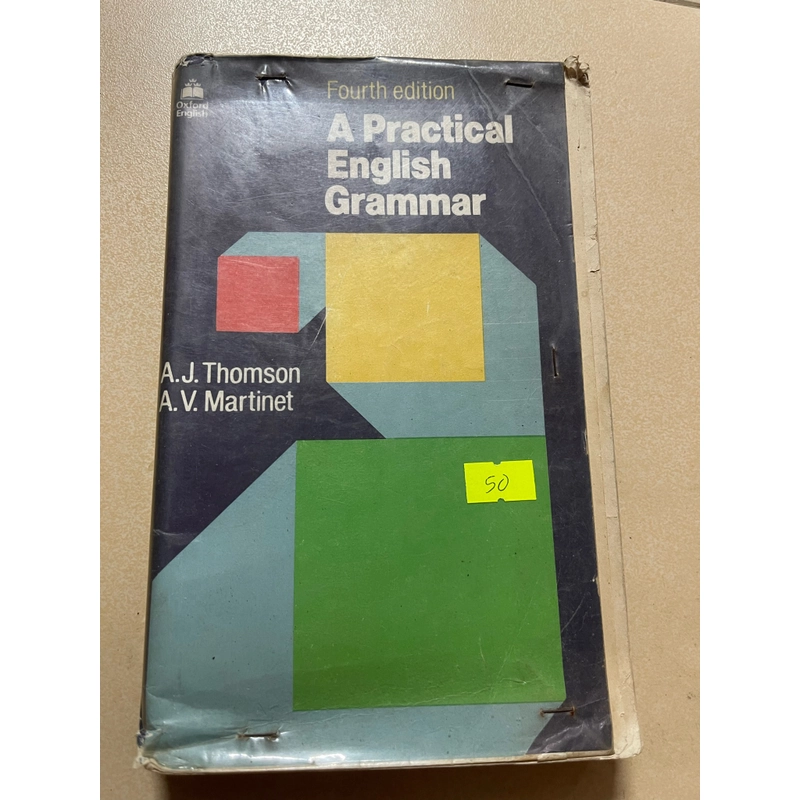 Oxford
English
Fourth edition
A Practical
English
Grammar
A.J. Thomson
A.V. Martinet
50